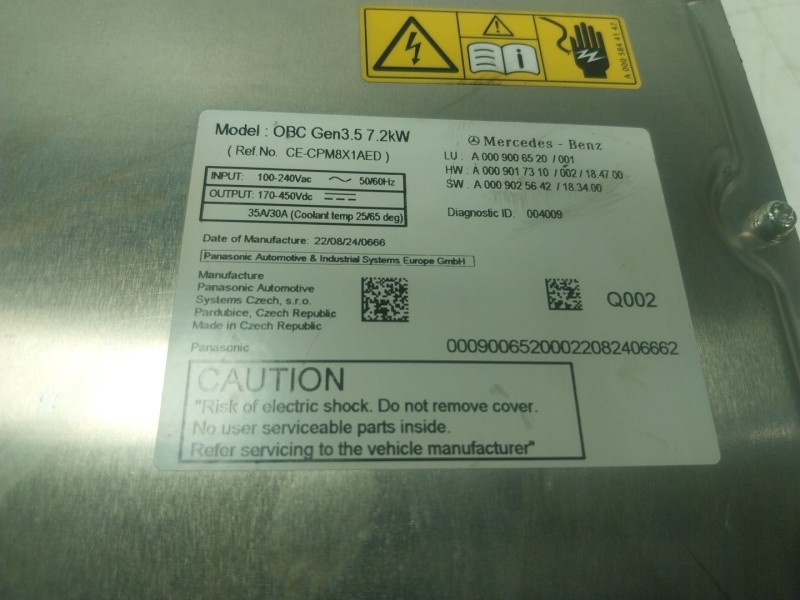 A 000 584 41 47
Model : OBC Gen3.5 7.2kW
( Ref.No. CE-CPM8X1AED )
INPUT: 100-240Vac 50/60Hz
OUTPUT: 170-450Vdc
35A/30A (Coolant temp 25/65 deg)
Date of Manufacture: 22/08/24/0666
Panasonic Automotive & Industrial Systems Europe GmbH
Manufacture
Panasonic Automotive
Systems Czech, s.r.o.
Pardubice, Czech Republic
Made in Czech Republic
Panasonic
Mercedes - Benz
LU : A 000 900 65 20 / 001
HW : A 000 901 73 10 / 002 / 18.47.00
SW : A 000 902 56 42 / 18.34.00
Diagnostic ID. 004009
Q002
00090065200022082406662
CAUTION
"Risk of electric shock. Do not remove cover.
No user serviceable parts inside.
Refer servicing to the vehicle manufacturer"